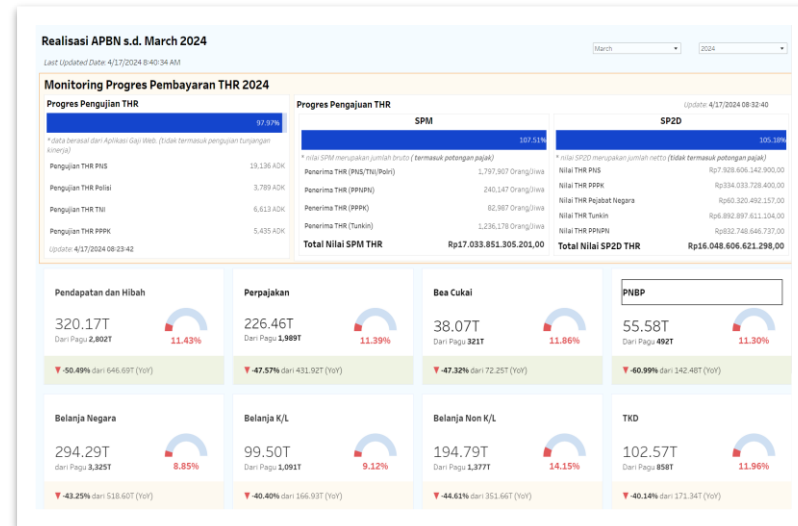 Realisasi APBN s.d. March 2024
March
2024
Last Updated Date: 4/17/2024 8:40:34 AM
Monitoring Progres Pembayaran THR 2024
Progres Pengujian THR
97.97%
* data berasal dari Aplikasi Gaji Web. (tidak termasuk pengujian tunjangan kinerja)
Pengujian THR PNS 19,136 ADK
Pengujian THR Polisi 3,789 ADK
Pengujian THR TNI 6,613 ADK
Pengujian THR PPPK 5,435 ADK
Update: 4/17/2024 08:23:42
Progres Pengajuan THR
Update: 4/17/2024 08:32:40
SPM
107.51%
* nilai SPM merupakan jumlah bruto ( termasuk potongan pajak)
Penerima THR (PNS/TNI/Polri) 1,797,907 Orang/Jiwa
Penerima THR (PPNPN) 240,147 Orang/Jiwa
Penerima THR (PPPK) 82,987 Orang/Jiwa
Penerima THR (Tunkin) 1,236,178 Orang/Jiwa
Total Nilai SPM THR Rp17.033.851.305.201,00
SP2D
105.18%
* nilai SP2D merupakan jumlah netto (tidak termasuk potongan pajak)
Nilai THR PNS Rp7.928.606.142.900,00
Nilai THR PPPK Rp334.033.728.400,00
Nilai THR Pejabat Negara Rp60.320.492.157,00
Nilai THR Tunkin Rp6.892.897.611.104,00
Nilai THR PPNPN Rp832.748.646.737,00
Total Nilai SP2D THR Rp16.048.606.621.298,00
Pendapatan dan Hibah
320.17T
Dari Pagu 2,802T
11.43%
▼ -50.49% dari 646.69T (YoY)
Perpajakan
226.46T
Dari Pagu 1,989T
11.39%
▼ -47.57% dari 431.92T (YoY)
Bea Cukai
38.07T
Dari Pagu 321T
11.86%
▼ -47.32% dari 72.25T (YoY)
PNBP
55.58T
Dari Pagu 492T
11.30%
▼ -60.99% dari 142.48T (YoY)
Belanja Negara
294.29T
dari Pagu 3,325T
8.85%
▼ -43.25% dari 518.60T (YoY)
Belanja K/L
99.50T
Dari Pagu 1,091T
9.12%
▼ -40.40% dari 166.93T (YoY)
Belanja Non K/L
194.79T
Dari Pagu 1,377T
14.15%
▼ -44.61% dari 351.66T (YoY)
TKD
102.57T
Dari Pagu 858T
11.96%
▼ -40.14% dari 171.34T (YoY)